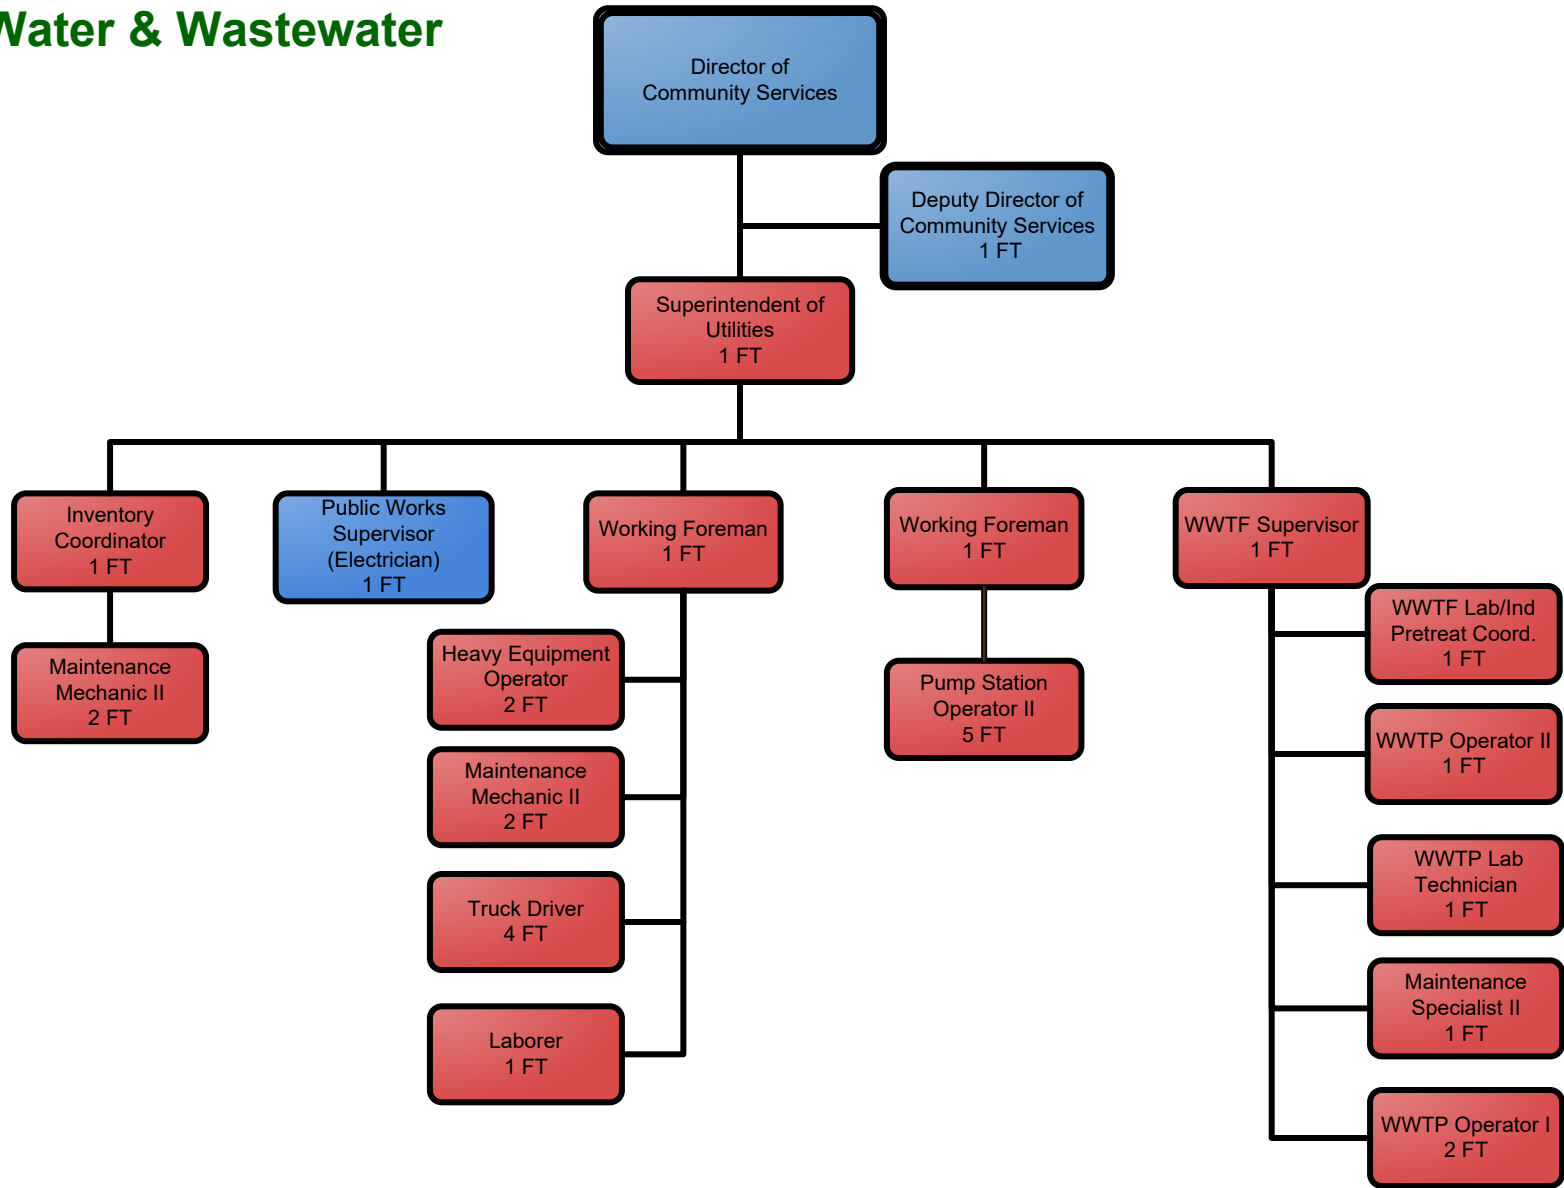 Water & Wastewater
Director of
Community Services
Deputy Director of
Community Services
1 FT
Superintendent of
Utilities
1 FT
Inventory
Coordinator
1 FT
Public Works
Supervisor
(Electrician)
1 FT
Working Foreman
1 FT
Working Foreman
1 FT
WWTF Supervisor
1 FT
Maintenance
Mechanic II
2 FT
Heavy Equipment
Operator
2 FT
Maintenance
Mechanic II
2 FT
Truck Driver
4 FT
Laborer
1 FT
Pump Station
Operator II
5 FT
WWTF Lab/Ind
Pretreat Coord.
1 FT
WWTP Operator II
1 FT
WWTP Lab
Technician
1 FT
Maintenance
Specialist II
1 FT
WWTP Operator I
2 FT